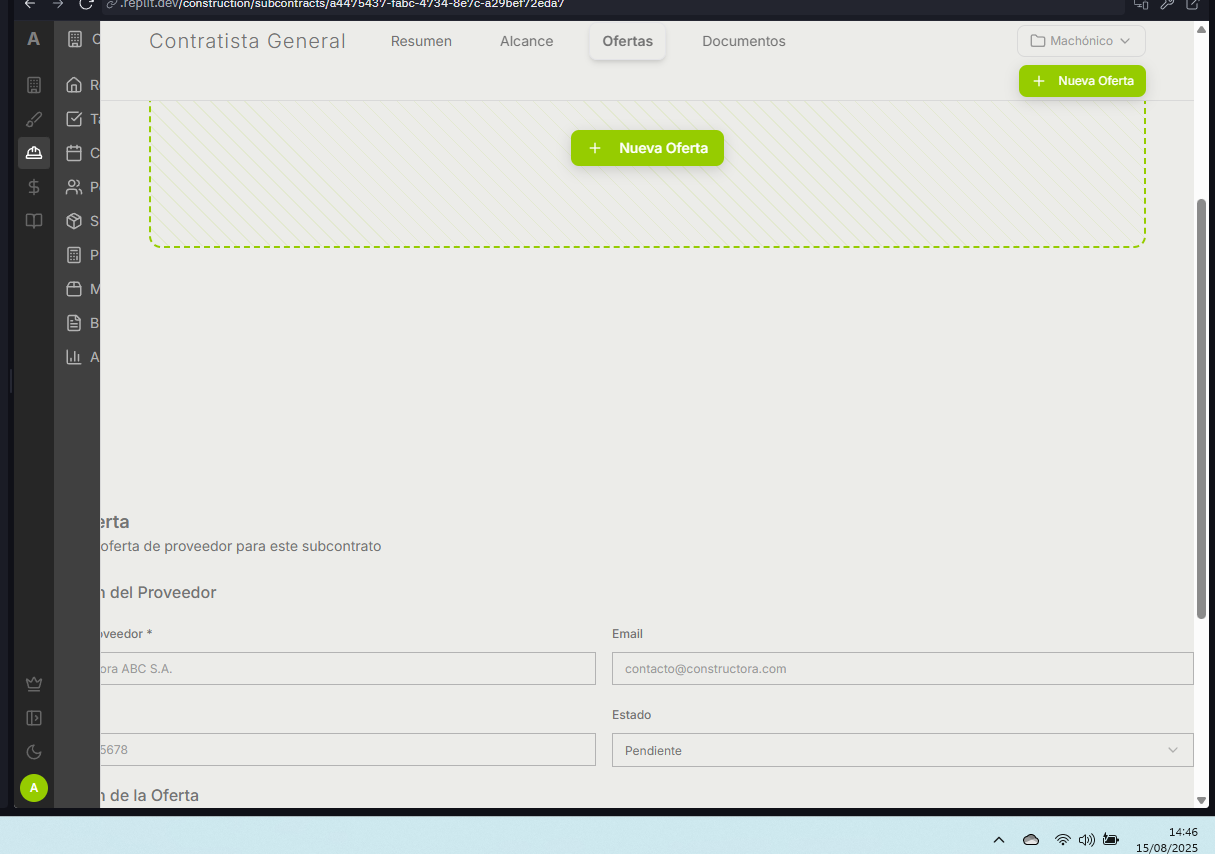 .replit.dev/construction/subcontracts/a4475437-fabc-4734-8e7c-a29bef72eda7
A
Contratista General
Resumen
Alcance
Ofertas
Documentos
Machónico
+ Nueva Oferta
+ Nueva Oferta
C
R
Ta
C
P
S
P
M
B
A
erta
oferta de proveedor para este subcontrato
n del Proveedor
oveedor *
Email
ora ABC S.A.
contacto@constructora.com
Estado
5678
Pendiente
n de la Oferta
A
14:46
15/08/2025